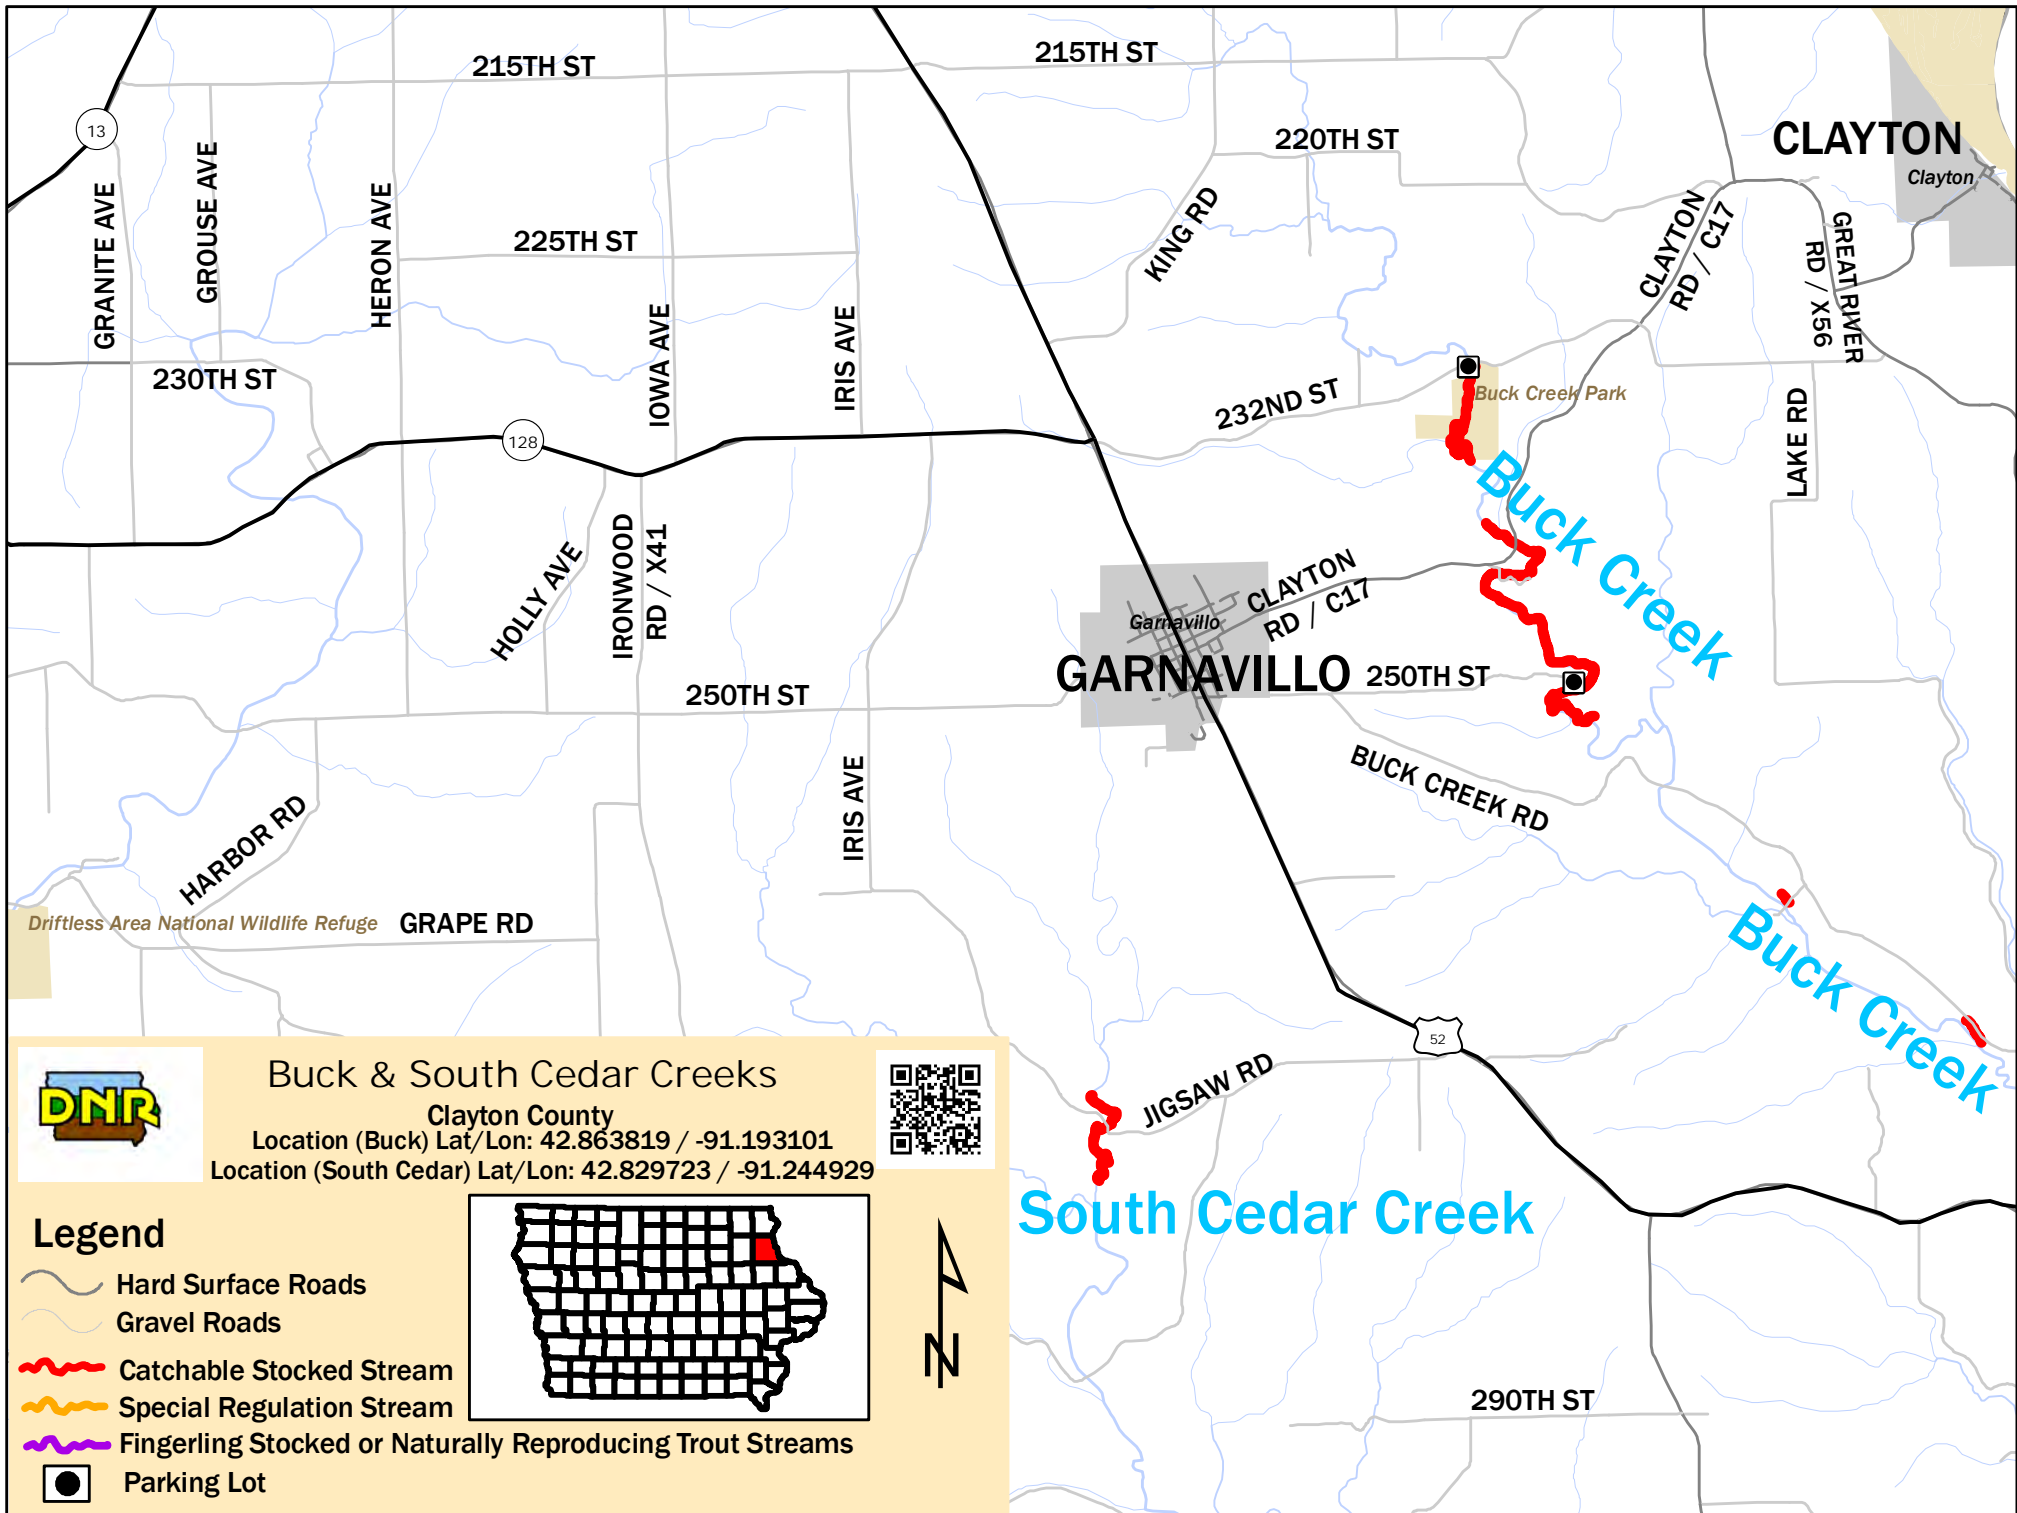 215TH ST
215TH ST
13
220TH ST
CLAYTON
Clayton
GRANITE AVE
GROUSE AVE
HERON AVE
225TH ST
KING RD
CLAYTON
RD / C17
GREAT RIVER
RD / X56
IOWA AVE
IRIS AVE
230TH ST
232ND ST
Buck Creek Park
LAKE RD
128
Buck Creek
HOLLY AVE
IRONWOOD
RD / X41
CLAYTON
RD / C17
Garnavillo
GARNAVILLO
250TH ST
250TH ST
BUCK CREEK RD
IRIS AVE
HARBOR RD
Driftless Area National Wildlife Refuge
GRAPE RD
Buck Creek
52
JIGSAW RD
South Cedar Creek
290TH ST
DNR
Buck & South Cedar Creeks
Clayton County
Location (Buck) Lat/Lon: 42.863819 / -91.193101
Location (South Cedar) Lat/Lon: 42.829723 / -91.244929
Legend
Hard Surface Roads
Gravel Roads
Catchable Stocked Stream
Special Regulation Stream
Fingerling Stocked or Naturally Reproducing Trout Streams
Parking Lot
N